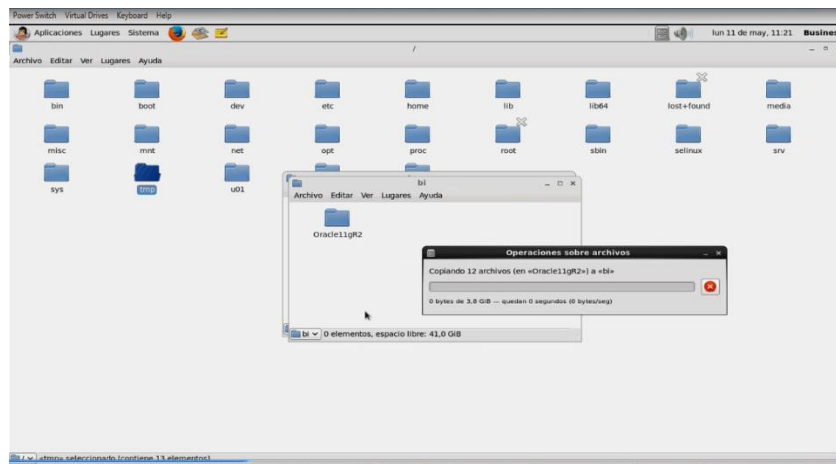 Power Switch Virtual Drives Keyboard Help
Aplicaciones Lugares Sistema lun 11 de may, 11:21 Busines
/
Archivo Editar Ver Lugares Ayuda
bin boot dev etc home lib lib64 lost+found media
misc mnt net opt proc root sbin selinux srv
sys tmp u01
bi
Archivo Editar Ver Lugares Ayuda
Oracle11gR2
Operaciones sobre archivos
Copiando 12 archivos (en «Oracle11gR2») a «bi»
0 bytes de 3,8 GiB — quedan 0 segundos (0 bytes/seg)
bi 0 elementos, espacio libre: 41,0 GiB
/ «tmp» seleccionado (contiene 13 elementos)